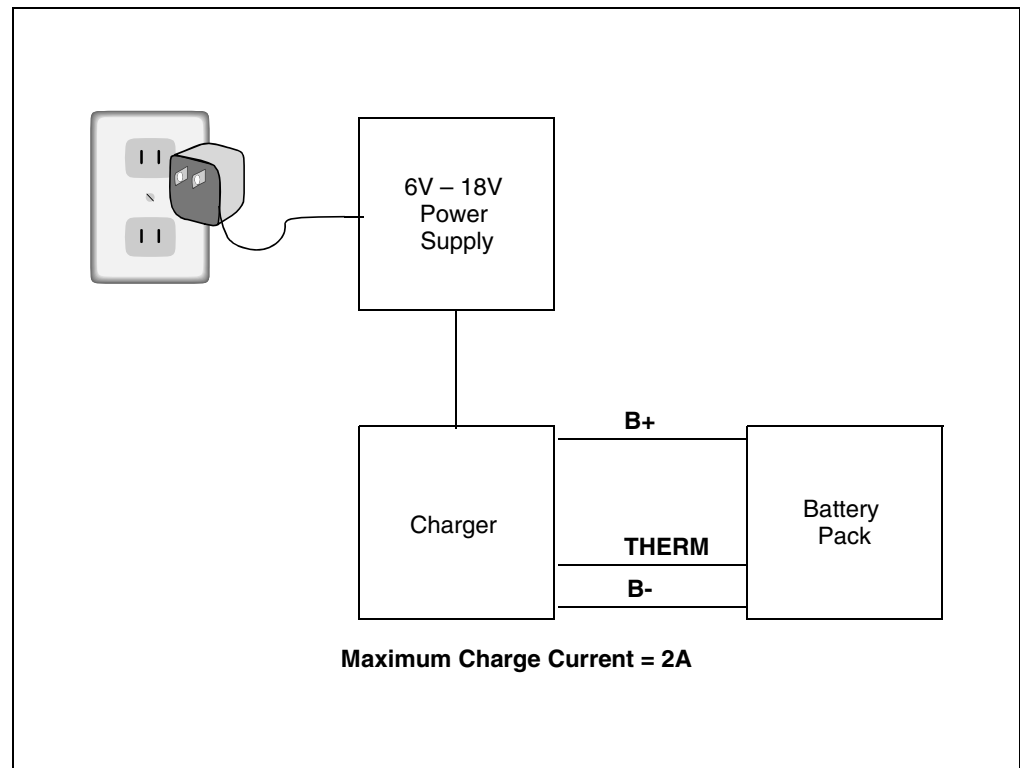 6V – 18V
Power
Supply
B+
Charger
Battery
Pack
THERM
B-
Maximum Charge Current = 2A